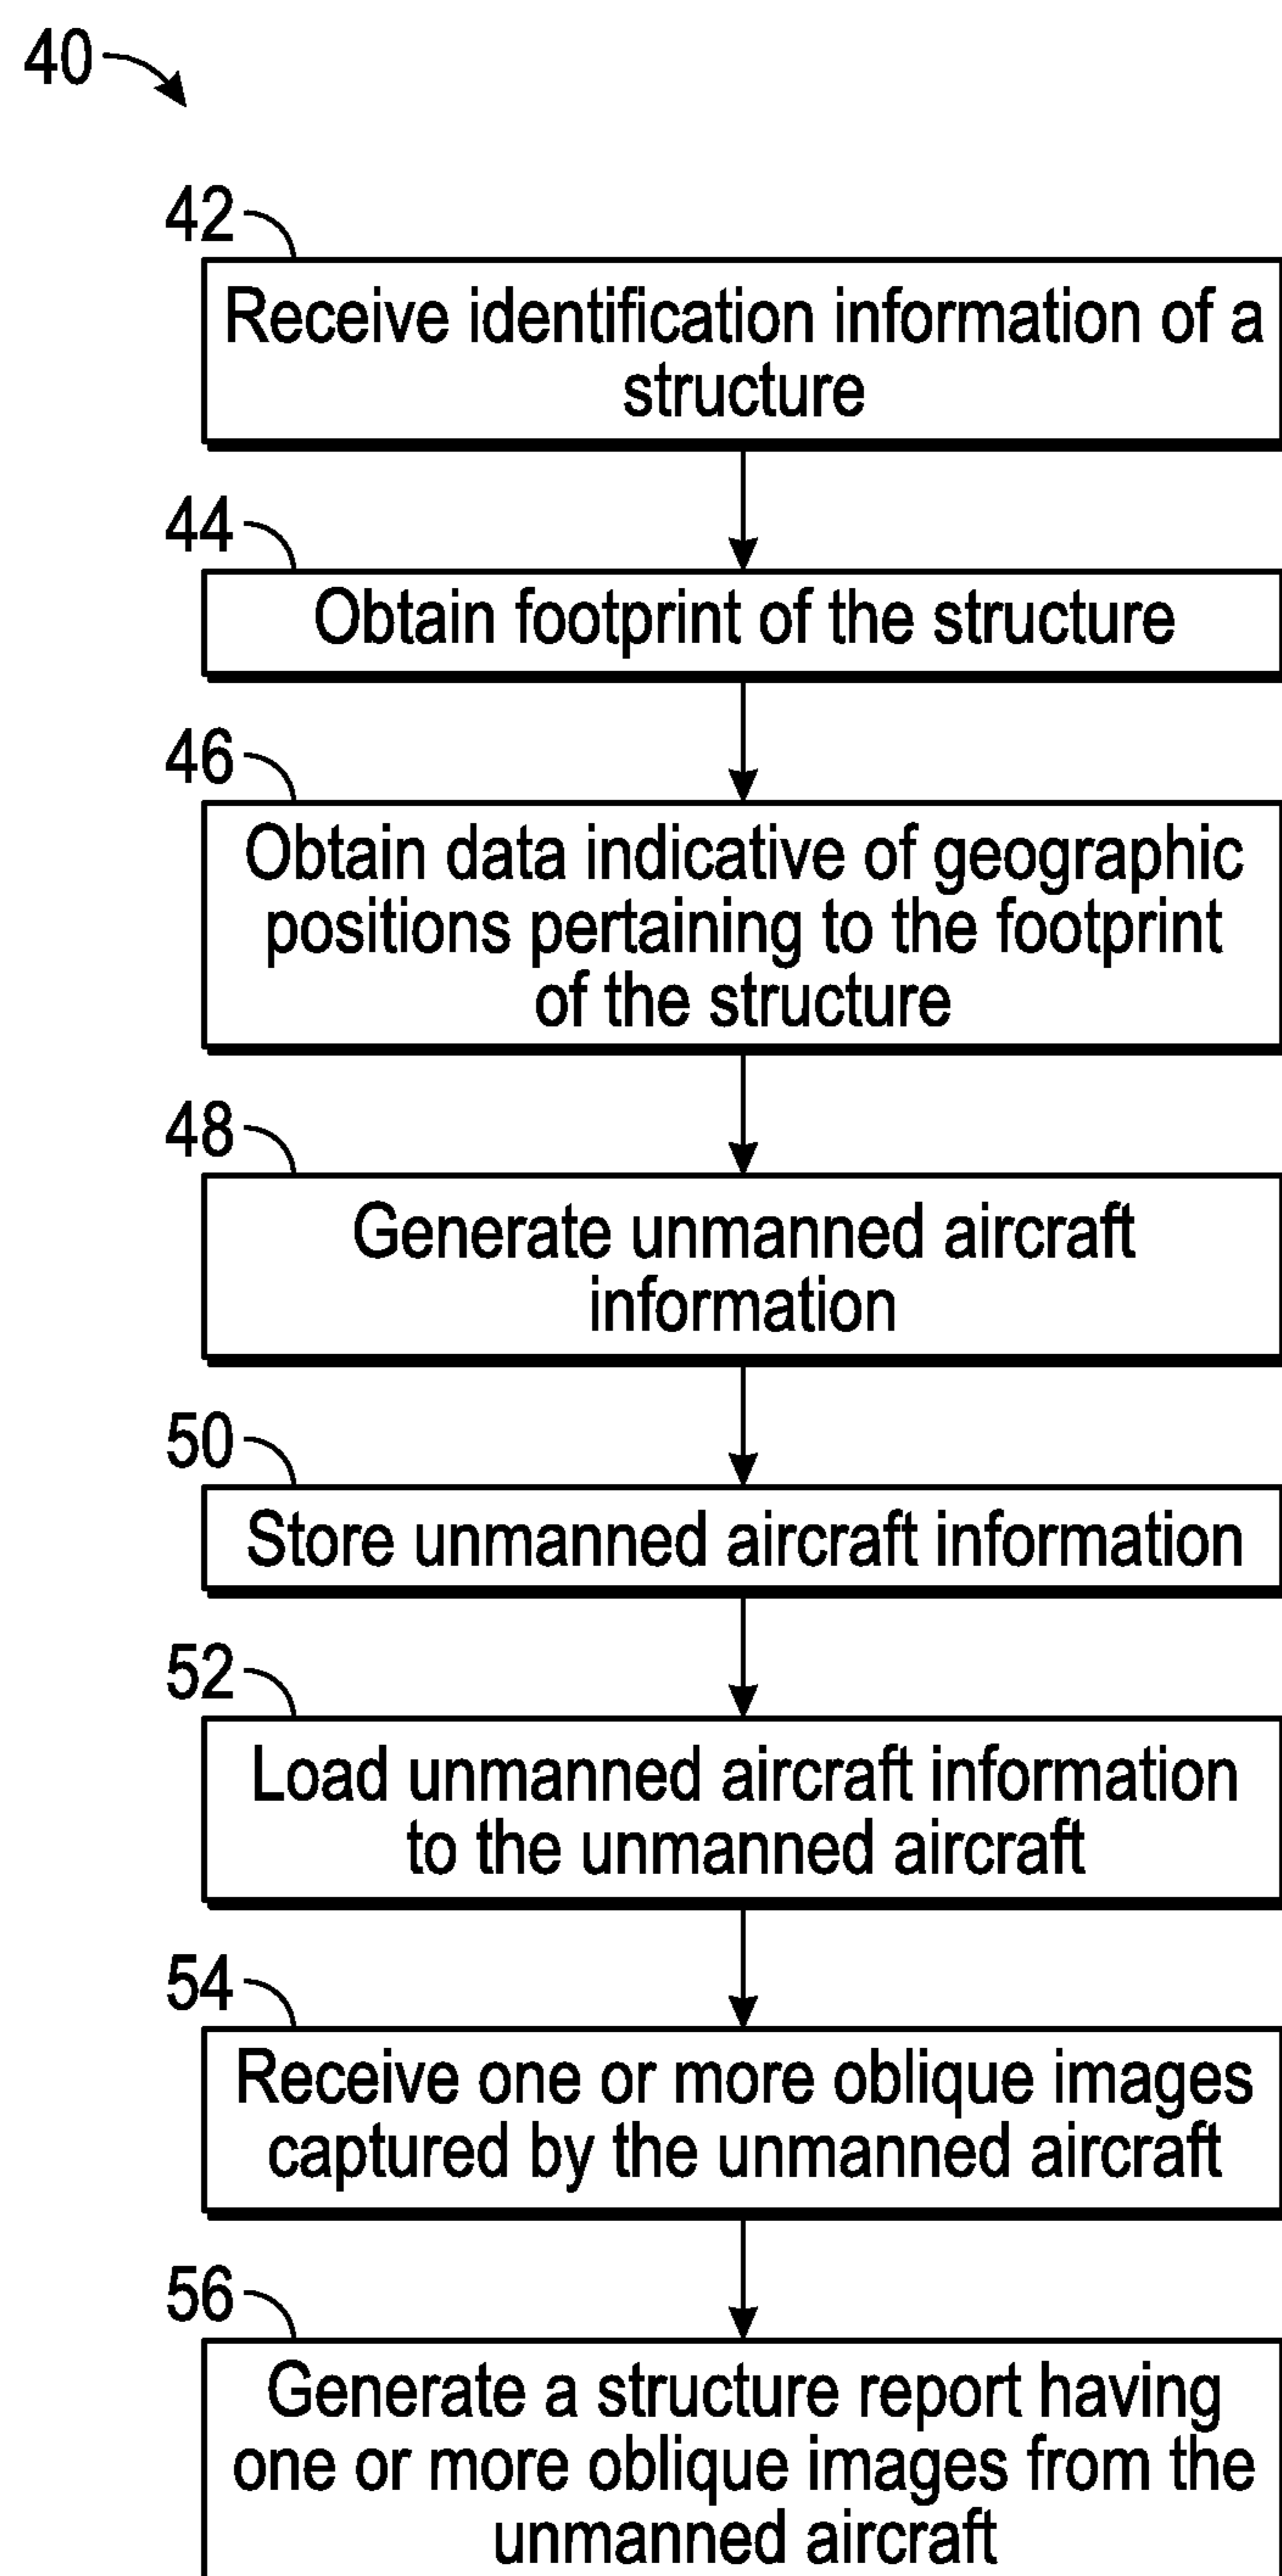 40
42
Receive identification information of a
structure
44
Obtain footprint of the structure
46
Obtain data indicative of geographic
positions pertaining to the footprint
of the structure
48
Generate unmanned aircraft
information
50
Store unmanned aircraft information
52
Load unmanned aircraft information
to the unmanned aircraft
54
Receive one or more oblique images
captured by the unmanned aircraft
56
Generate a structure report having
one or more oblique images from the
unmanned aircraft